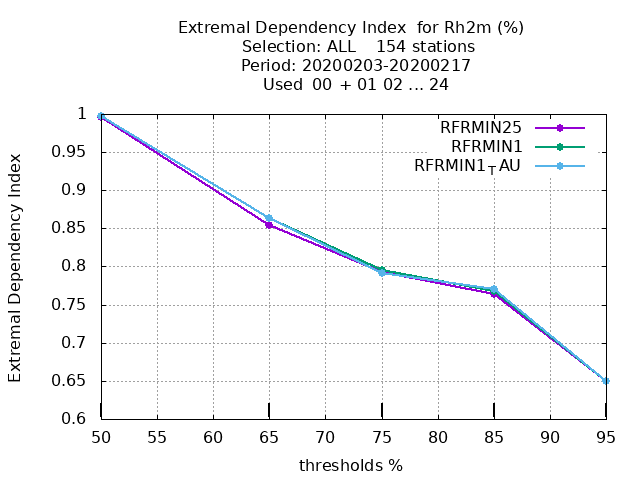 Extremal Dependency Index  for Rh2m (%)
Selection: ALL    154 stations
Period: 20200203-20200217
Used  00 + 01 02 ... 24
RFRMIN25
RFRMIN1
RFRMIN1TAU
1
0.95
0.9
0.85
0.8
0.75
0.7
0.65
0.6
Extremal Dependency Index
50 55 60 65 70 75 80 85 90 95
thresholds %